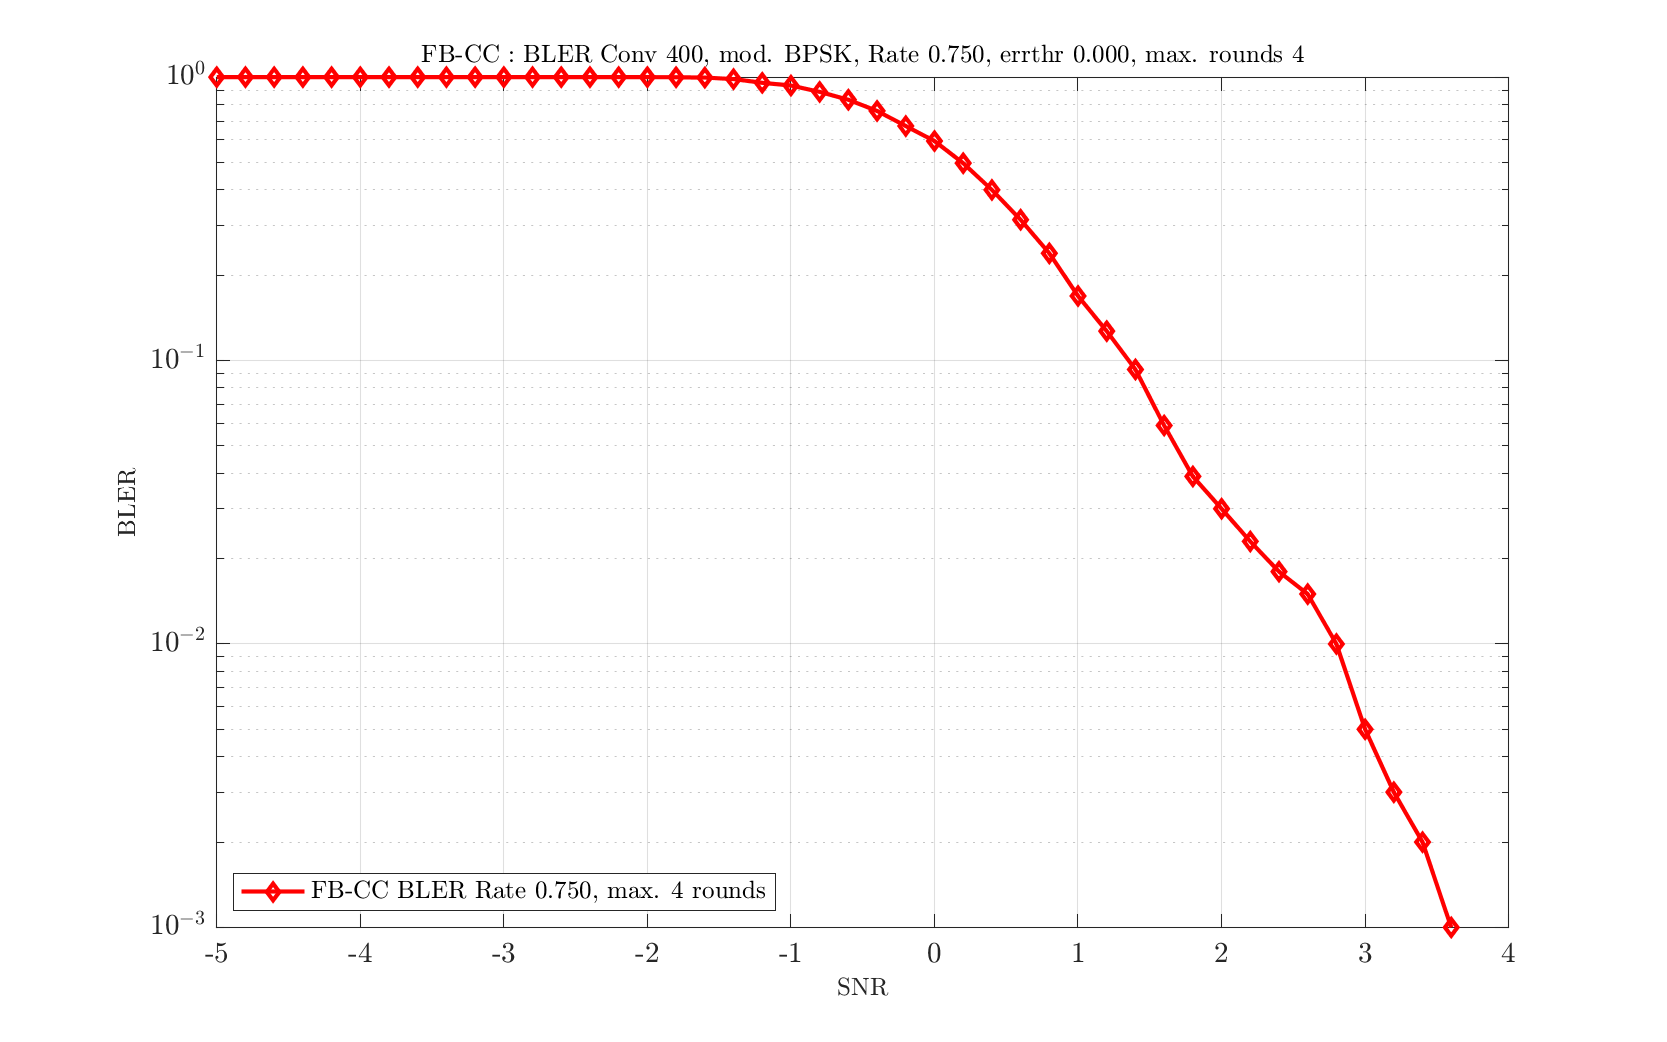 FB-CC : BLER Conv 400, mod. BPSK, Rate 0.750, errthr 0.000, max. rounds 4
10^0
10^−1
10^−2
10^−3
BLER
FB-CC BLER Rate 0.750, max. 4 rounds
-5 -4 -3 -2 -1 0 1 2 3 4
SNR